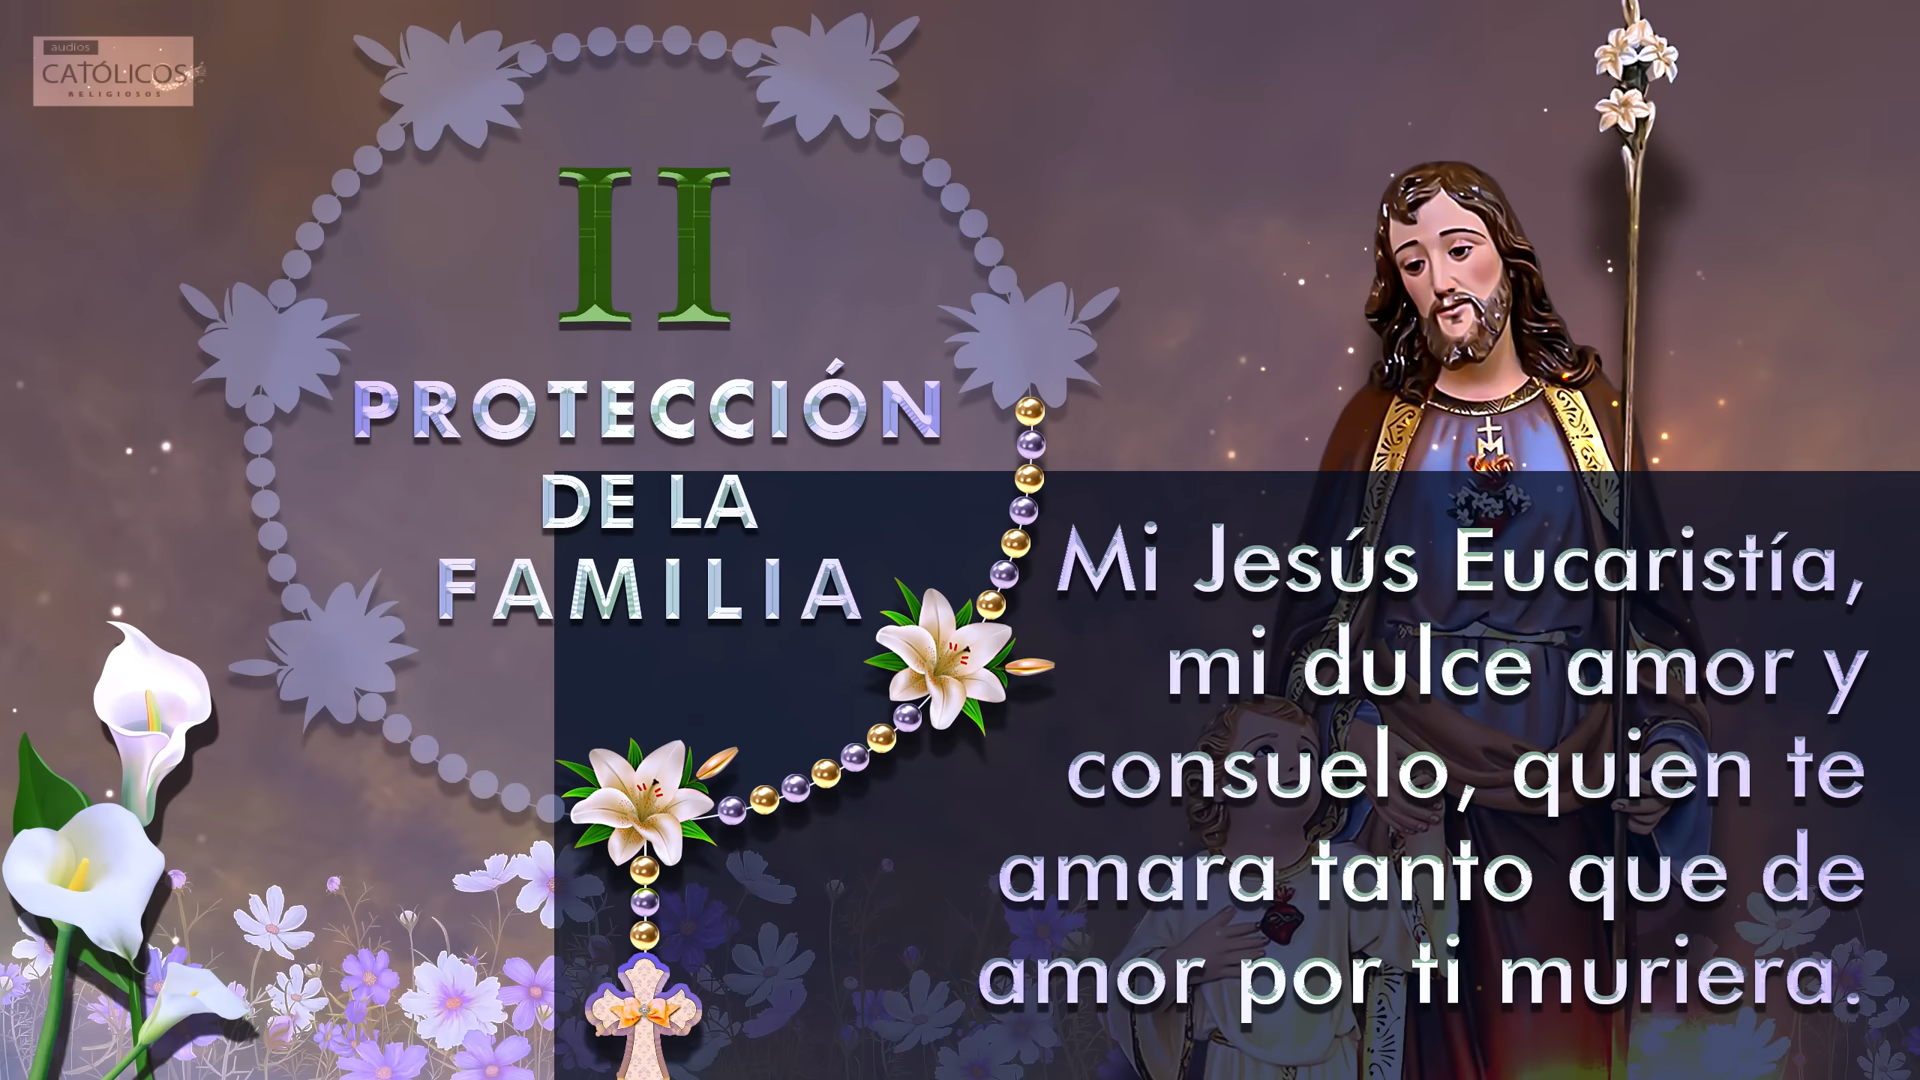 audios
CATÓLICOS
RELIGIOSOS
II
PROTECCIÓN
DE LA
FAMILIA
Mi Jesús Eucaristía,
mi dulce amor y
consuelo, quien te
amara tanto que de
amor por ti muriera.